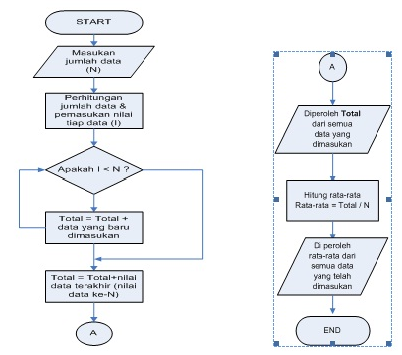 START
Masukan
jumlah data
(N)
Perhitungan
jumlah data &
pemasukan nilai
tiap data (I)
Apakah I < N ?
Total = Total +
data yang baru
dimasukan
Total = Total+nilai
data terakhir (nilai
data ke-N)
A
A
Diperoleh Total
dari semua
data yang
dimasukan
Hitung rata-rata
Rata-rata = Total / N
Di peroleh
rata-rata dari
semua data
yang telah
dimasukan
END